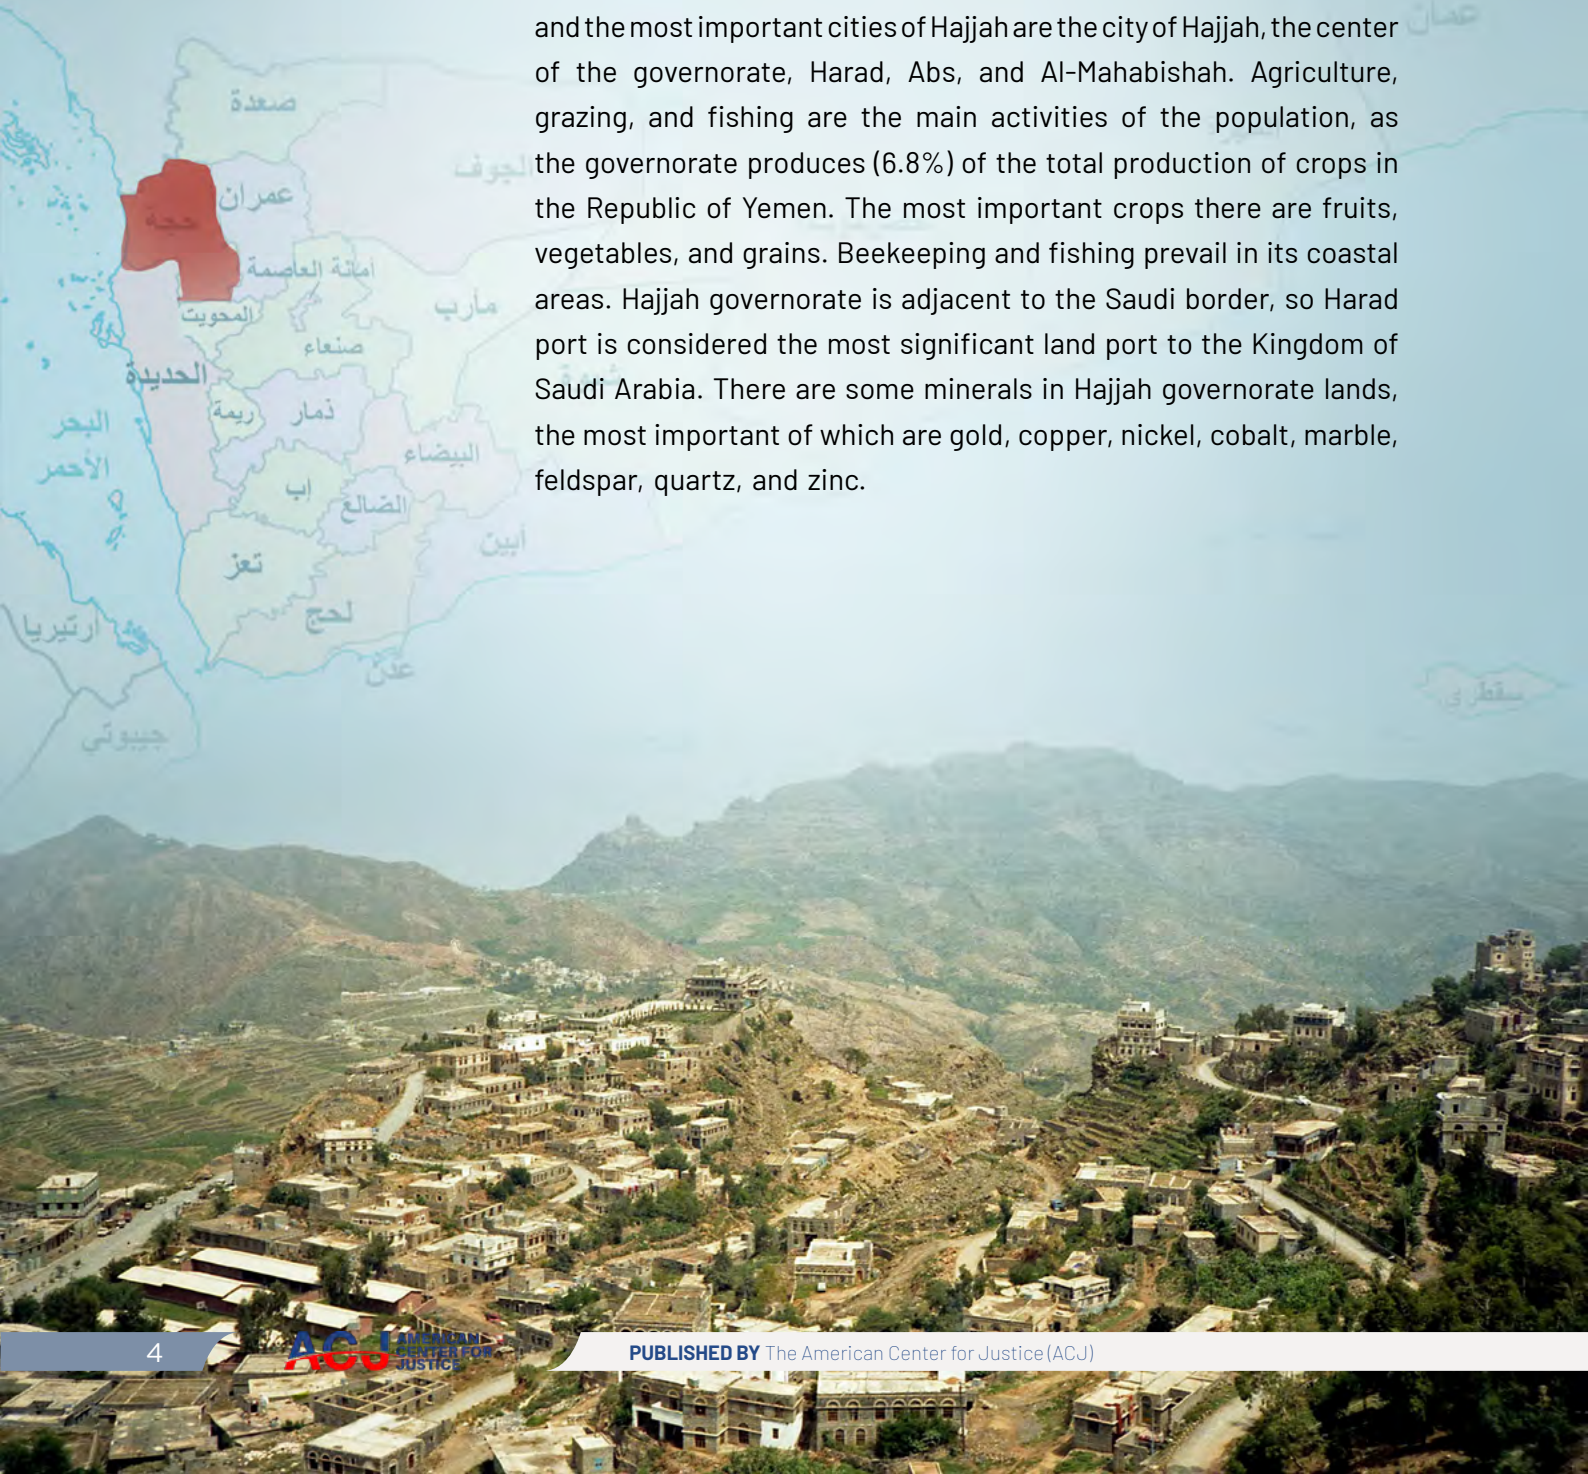 and the most important cities of Hajjah are the city of Hajjah, the center
of the governorate, Harad, Abs, and Al-Mahabishah. Agriculture,
grazing, and fishing are the main activities of the population, as
the governorate produces (6.8%) of the total production of crops in
the Republic of Yemen. The most important crops there are fruits,
vegetables, and grains. Beekeeping and fishing prevail in its coastal
areas. Hajjah governorate is adjacent to the Saudi border, so Harad
port is considered the most significant land port to the Kingdom of
Saudi Arabia. There are some minerals in Hajjah governorate lands,
the most important of which are gold, copper, nickel, cobalt, marble,
feldspar, quartz, and zinc.
عمان
صعدة
الجوف
عمران
حجة
أمانة العاصمة
مأرب
المحويت
صنعاء
الحديدة
ريمة
ذمار
البحر
الأحمر
البيضاء
إب
الضالع
أبين
تعز
لحج
ارتيريا
عدن
سقطرى
جيبوتي
4
ACJ
AMERICAN
CENTER FOR
JUSTICE
PUBLISHED BY The American Center for Justice (ACJ)